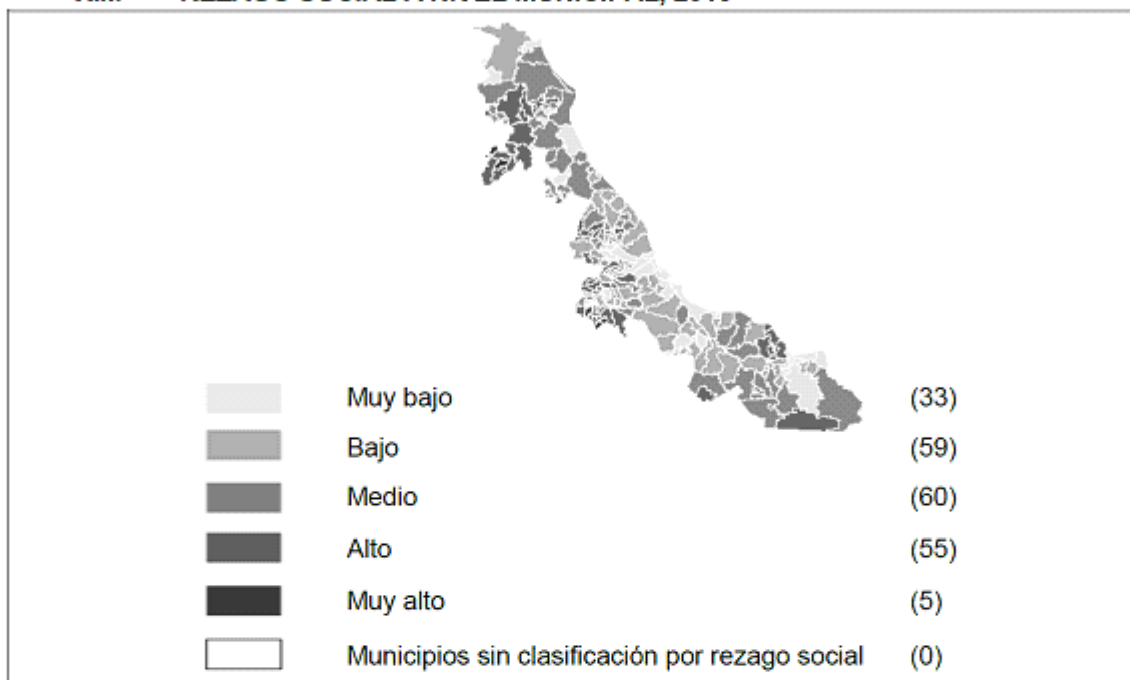 Muy bajo (33)
Bajo (59)
Medio (60)
Alto (55)
Muy alto (5)
Municipios sin clasificación por rezago social (0)